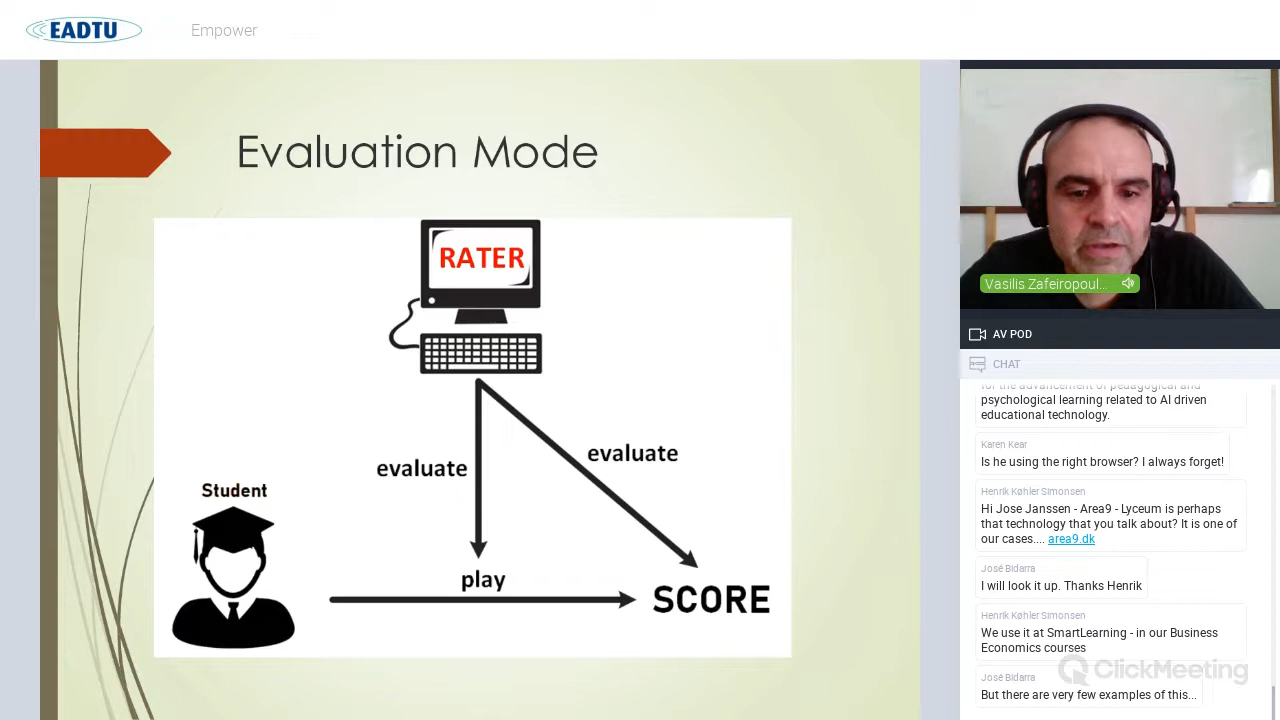 EADTU
Empower
Evaluation Mode
RATER
evaluate
evaluate
Student
play
SCORE
Vasilis Zafeiropoul...
AV POD
CHAT
for the advancement of pedagogical and
psychological learning related to AI driven
educational technology.
Karen Kear
Is he using the right browser? I always forget!
Henrik Køhler Simonsen
Hi Jose Janssen - Area9 - Lyceum is perhaps
that technology that you talk about? It is one of
our cases.... area9.dk
José Bidarra
I will look it up. Thanks Henrik
Henrik Køhler Simonsen
We use it at SmartLearning - in our Business
Economics courses
ClickMeeting
José Bidarra
But there are very few examples of this...